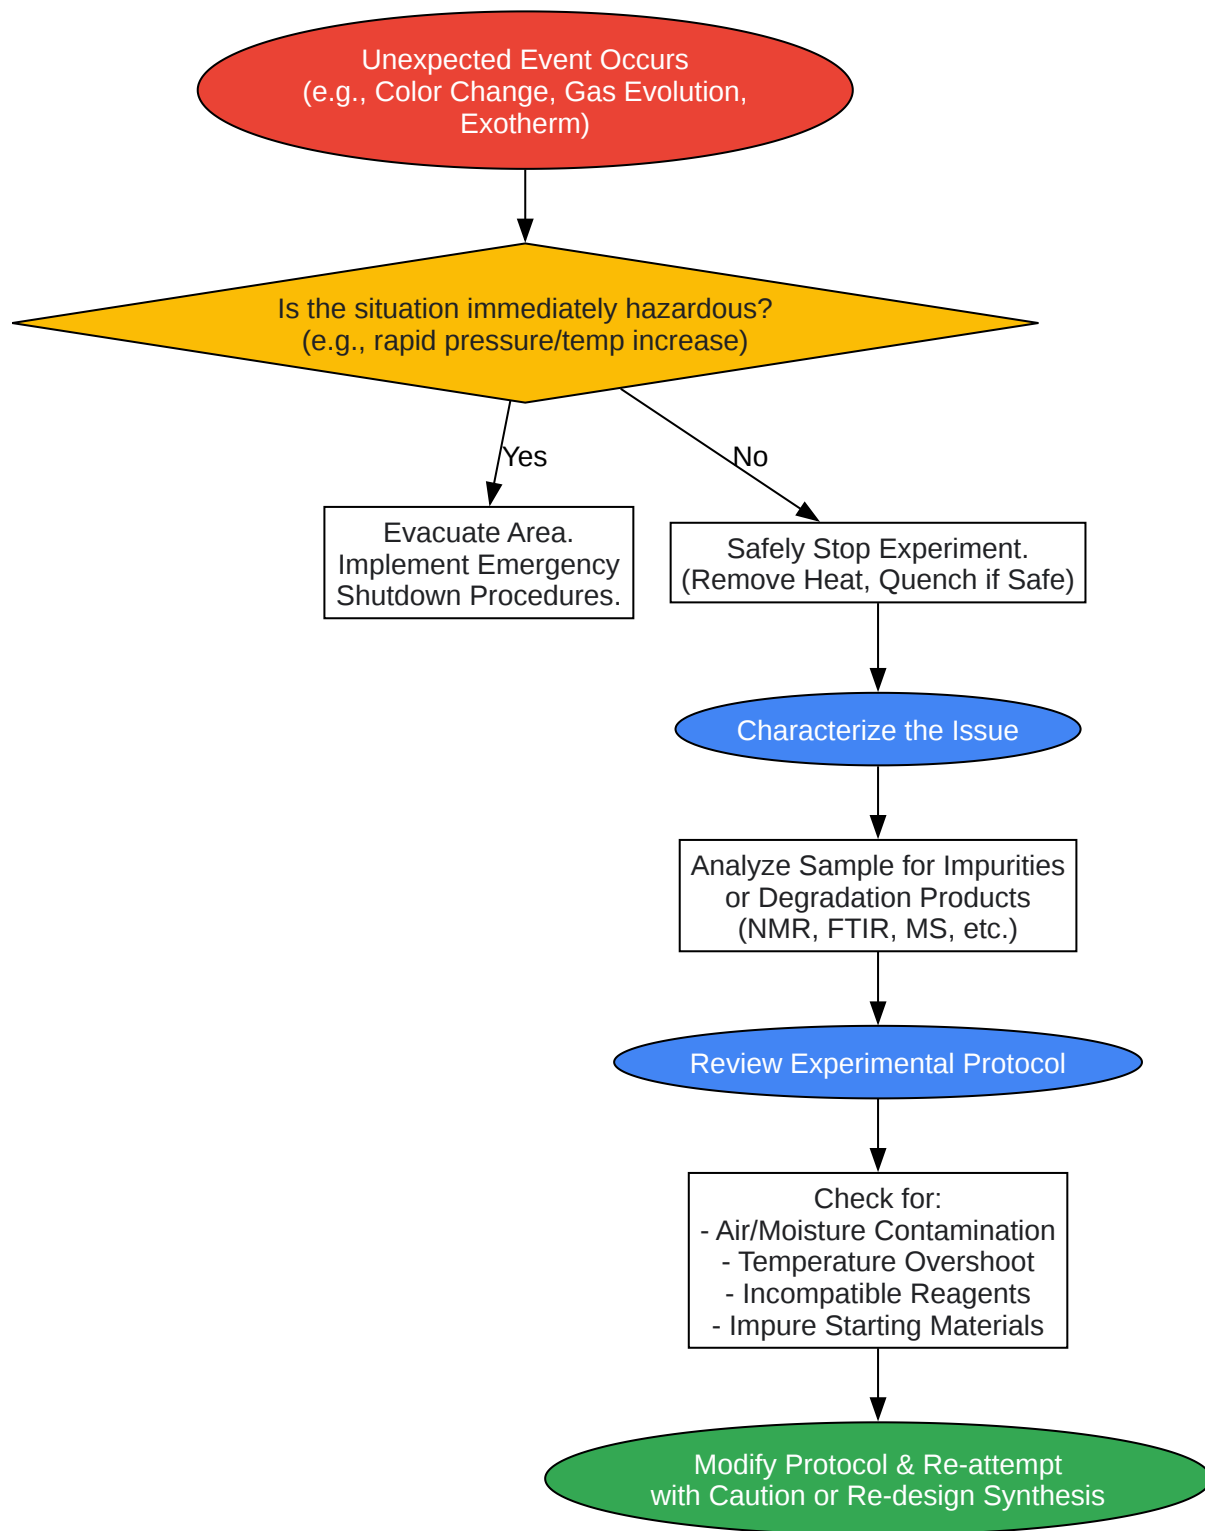 Unexpected Event Occurs
(e.g., Color Change, Gas Evolution,
Exotherm)
Is the situation immediately hazardous?
(e.g., rapid pressure/temp increase)
Yes
No
Evacuate Area.
Implement Emergency
Shutdown Procedures.
Safely Stop Experiment.
(Remove Heat, Quench if Safe)
Characterize the Issue
Analyze Sample for Impurities
or Degradation Products
(NMR, FTIR, MS, etc.)
Review Experimental Protocol
Check for:
- Air/Moisture Contamination
- Temperature Overshoot
- Incompatible Reagents
- Impure Starting Materials
Modify Protocol & Re-attempt
with Caution or Re-design Synthesis